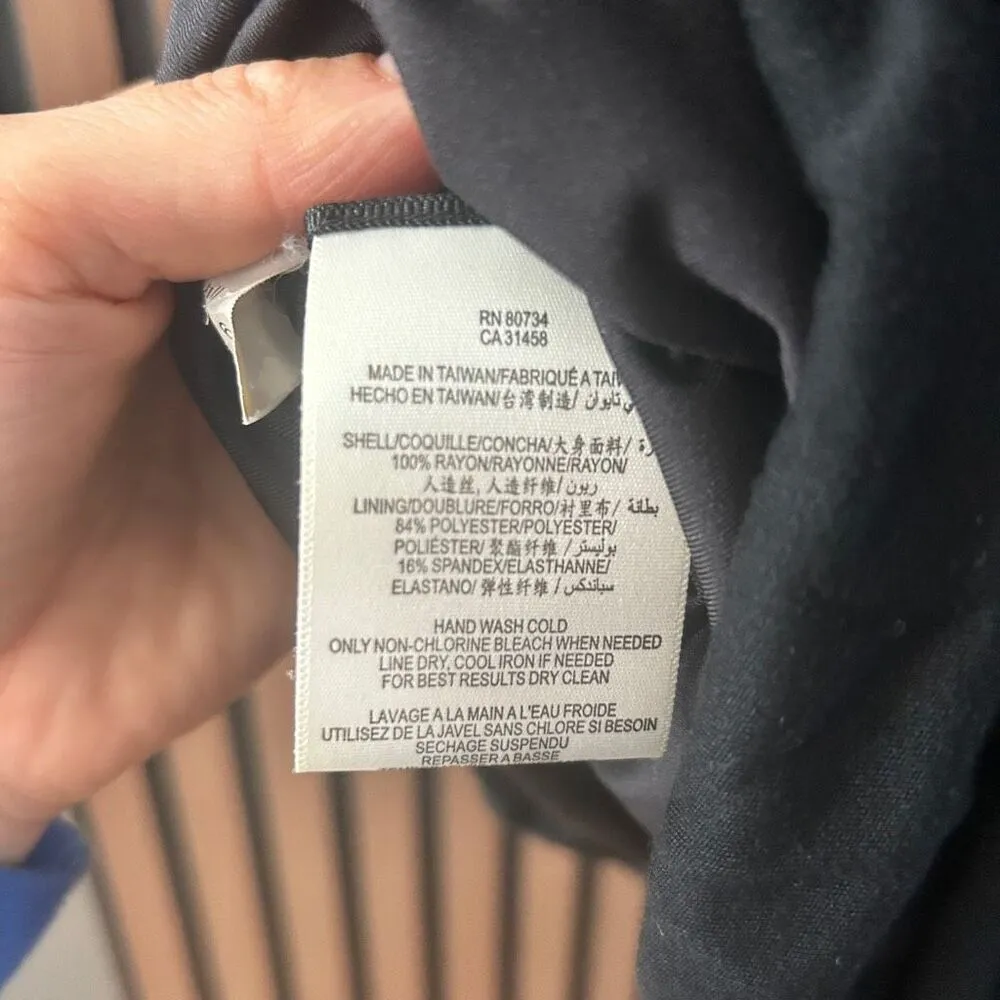 RN 80734
CA 31458
MADE IN TAIWAN/FABRIQUÉ A
HECHO EN TAIWAN/台湾制造/ تايوان
SHELL/COQUILLE/CONCHA/大身面料/
100% RAYON/RAYONNE/RAYON/
人造丝, 人造纤维/ ريون
LINING/DOUBLURE/FORRO/衬里布/ بطانة
84% POLYESTER/POLYESTER/
POLIÉSTER/ 聚酯纤维 / بوليستر
16% SPANDEX/ELASTHANNE/
ELASTANO/ 弹性纤维 / سباندكس
HAND WASH COLD
ONLY NON-CHLORINE BLEACH WHEN NEEDED
LINE DRY, COOL IRON IF NEEDED
FOR BEST RESULTS DRY CLEAN
LAVAGE A LA MAIN A L'EAU FROIDE
UTILISEZ DE LA JAVEL SANS CHLORE SI BESOIN
SECHAGE SUSPENDU
REPASSER A BASSE